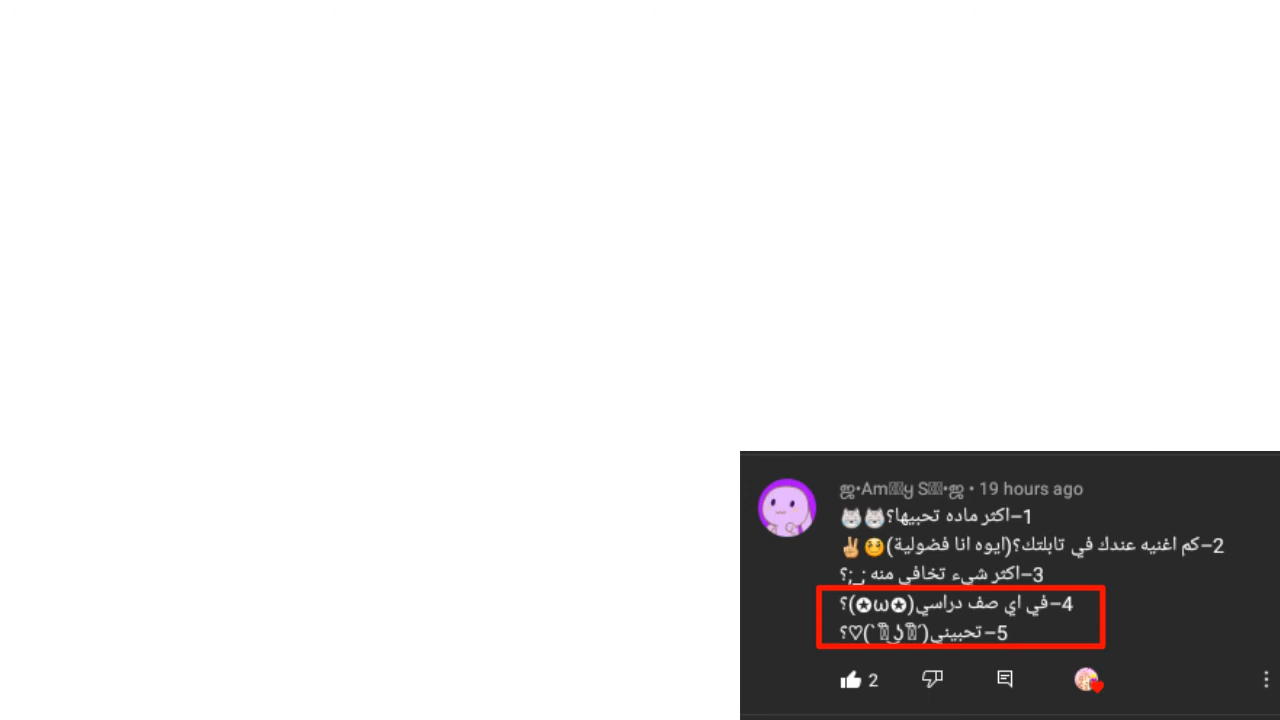 ஜ•Am y S •ஜ • 19 hours ago
1–اكثر ماده تحبيها؟
2–كم اغنيه عندك في تابلتك؟(ايوه انا فضولية)
3–اكثر شيء تخافي منه ;_;؟
4–في اي صف دراسي(✪ω✪)؟
5–تحبيني(´ ͡ ͜ʖ ͡ `)♡؟
2